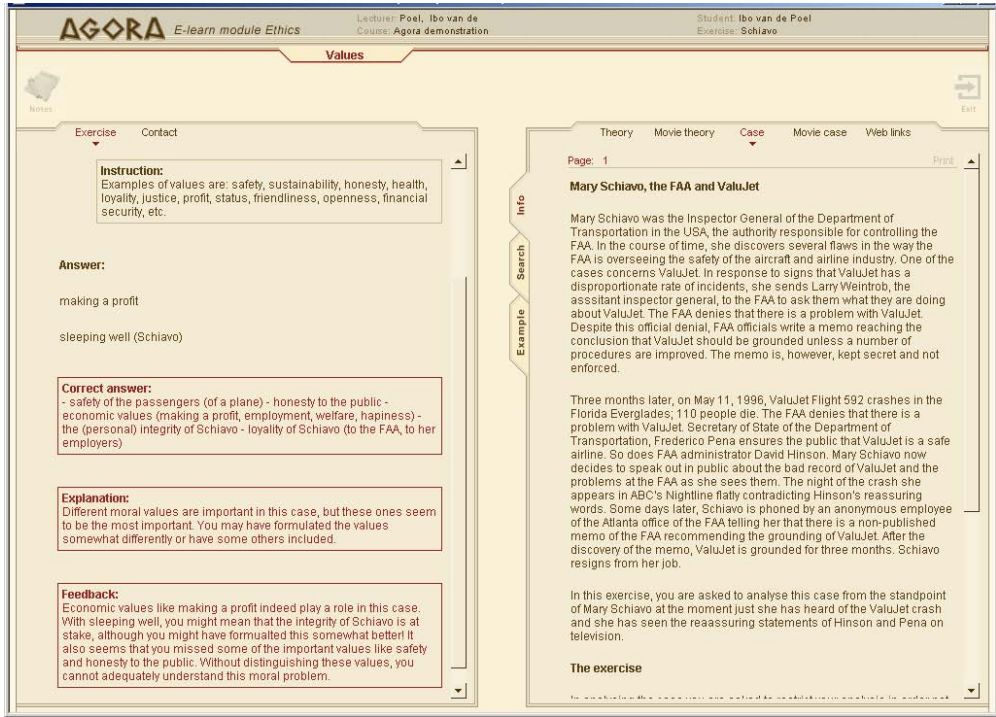 AGORA E-learn module Ethics
Lecturer: Poel, Ibo van de
Course: Agora demonstration
Student: Ibo van de Poel
Exercise: Schiavo
Values
Notes
Exit
Exercise Contact
Instruction:
Examples of values are: safety, sustainability, honesty, health,
loyality, justice, profit, status, friendliness, openness, financial
security, etc.
Answer:
making a profit
sleeping well (Schiavo)
Correct answer:
- safety of the passengers (of a plane) - honesty to the public -
economic values (making a profit, employment, welfare, hapiness) -
the (personal) integrity of Schiavo - loyality of Schiavo (to the FAA, to her
employers)
Explanation:
Different moral values are important in this case, but these ones seem
to be the most important. You may have formulated the values
somewhat differently or have some others included.
Feedback:
Economic values like making a profit indeed play a role in this case.
With sleeping well, you might mean that the integrity of Schiavo is at
stake, although you might have formualted this somewhat better! It
also seems that you missed some of the important values like safety
and honesty to the public. Without distinguishing these values, you
cannot adequately understand this moral problem.
Info
Search
Example
Theory Movie theory Case Movie case Web links
Page: 1 Print
Mary Schiavo, the FAA and ValuJet
Mary Schiavo was the Inspector General of the Department of
Transportation in the USA, the authority responsible for controlling the
FAA. In the course of time, she discovers several flaws in the way the
FAA is overseeing the safety of the aircraft and airline industry. One of the
cases concerns ValuJet. In response to signs that ValuJet has a
disproportionate rate of incidents, she sends Larry Weintrob, the
asssitant inspector general, to the FAA to ask them what they are doing
about ValuJet. The FAA denies that there is a problem with ValuJet.
Despite this official denial, FAA officials write a memo reaching the
conclusion that ValuJet should be grounded unless a number of
procedures are improved. The memo is, however, kept secret and not
enforced.
Three months later, on May 11, 1996, ValuJet Flight 592 crashes in the
Florida Everglades; 110 people die. The FAA denies that there is a
problem with ValuJet. Secretary of State of the Department of
Transportation, Frederico Pena ensures the public that ValuJet is a safe
airline. So does FAA administrator David Hinson. Mary Schiavo now
decides to speak out in public about the bad record of ValuJet and the
problems at the FAA as she sees them. The night of the crash she
appears in ABC's Nightline flatly contradicting Hinson's reassuring
words. Some days later, Schiavo is phoned by an anonymous employee
of the Atlanta office of the FAA telling her that there is a non-published
memo of the FAA recommending the grounding of ValuJet. After the
discovery of the memo, ValuJet is grounded for three months. Schiavo
resigns from her job.
In this exercise, you are asked to analyse this case from the standpoint
of Mary Schiavo at the moment just she has heard of the ValuJet crash
and she has seen the reaassuring statements of Hinson and Pena on
television.
The exercise